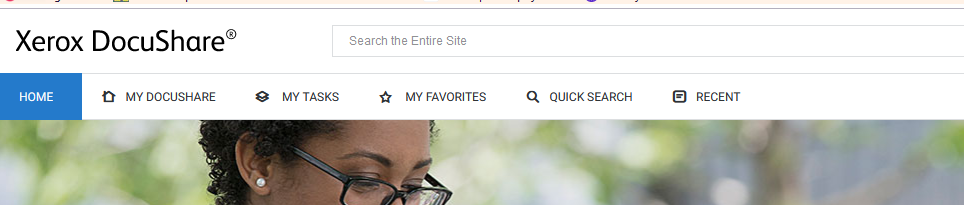 Xerox DocuShare®
Search the Entire Site
HOME MY DOCUSHARE MY TASKS MY FAVORITES QUICK SEARCH RECENT